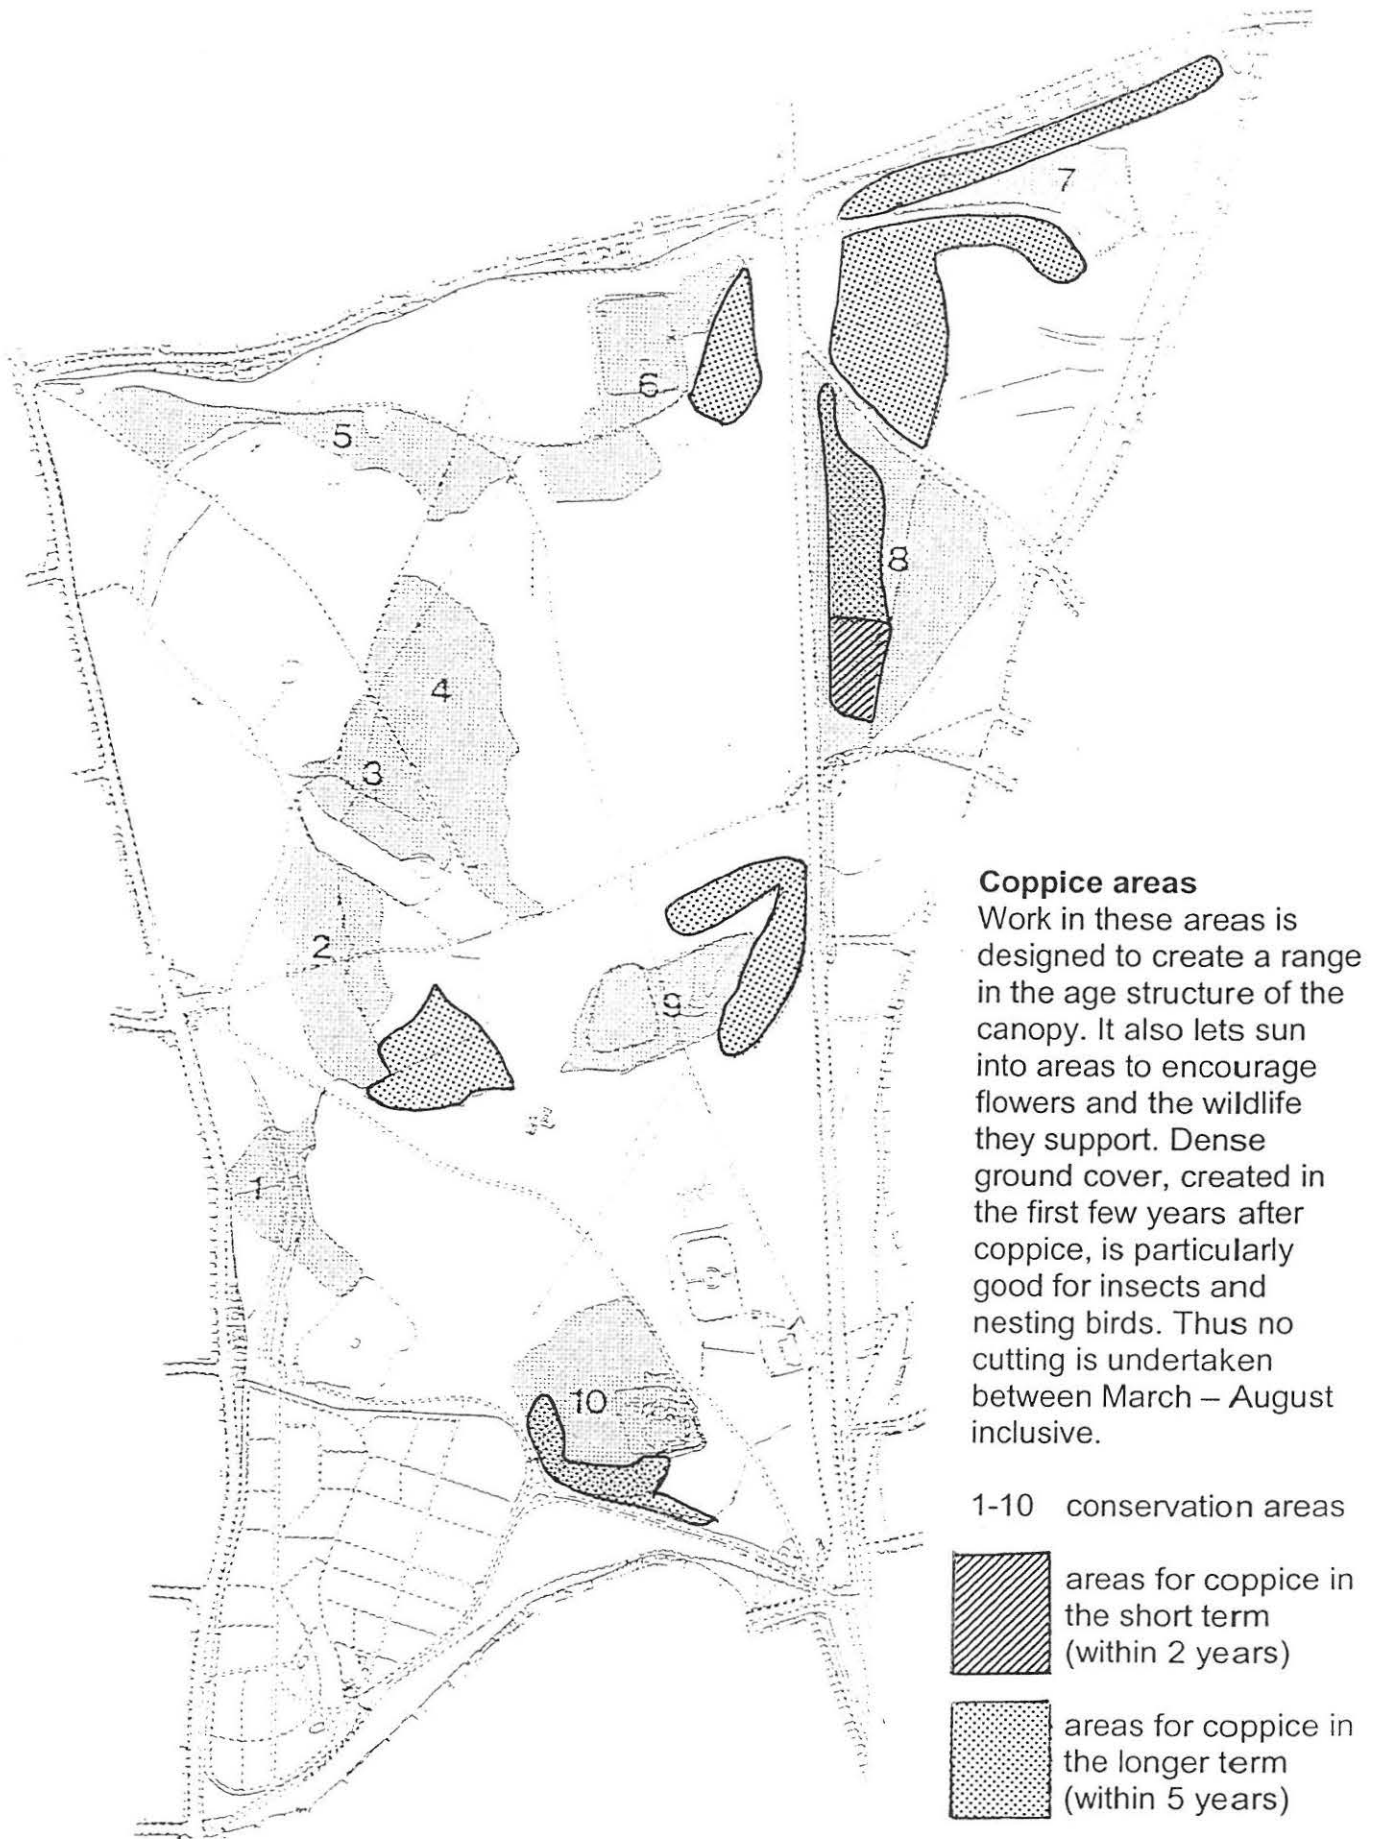 7
6
5
8
4
3
2
9
1
10
Coppice areas
Work in these areas is
designed to create a range
in the age structure of the
canopy. It also lets sun
into areas to encourage
flowers and the wildlife
they support. Dense
ground cover, created in
the first few years after
coppice, is particularly
good for insects and
nesting birds. Thus no
cutting is undertaken
between March – August
inclusive.
1-10 conservation areas
areas for coppice in
the short term
(within 2 years)
areas for coppice in
the longer term
(within 5 years)